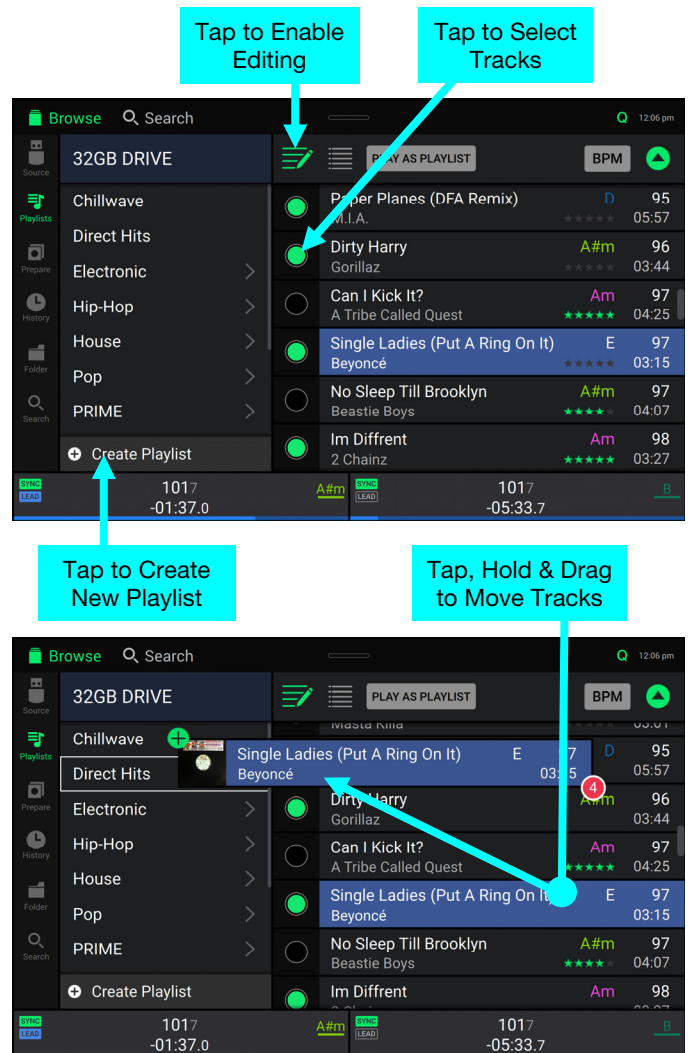 Tap to Enable
Editing
Tap to Select
Tracks
Browse Search Q 12:06 pm
Source
32GB DRIVE
PLAY AS PLAYLIST
BPM
Playlists
Prepare
History
Folder
Search
Chillwave
Direct Hits
Electronic
Hip-Hop
House
Pop
PRIME
Create Playlist
Paper Planes (DFA Remix) D 95
M.I.A. 05:57
Dirty Harry A#m 96
Gorillaz 03:44
Can I Kick It? Am 97
A Tribe Called Quest 04:25
Single Ladies (Put A Ring On It) E 97
Beyoncé 03:15
No Sleep Till Brooklyn A#m 97
Beastie Boys 04:07
Im Diffrent Am 98
2 Chainz 03:27
SYNC 1017 A#m SYNC 1017 B
LEAD -01:37.0 LEAD -05:33.7
Tap to Create
New Playlist
Tap, Hold & Drag
to Move Tracks
Browse Search Q 12:06 pm
Source
32GB DRIVE
PLAY AS PLAYLIST
BPM
Playlists
Prepare
History
Folder
Search
Chillwave
Direct Hits
Electronic
Hip-Hop
House
Pop
PRIME
Create Playlist
Masta Killa
Single Ladies (Put A Ring On It) E 97
Beyoncé
4
D 95
05:57
Dirty Harry A#m 96
Gorillaz 03:44
Can I Kick It? Am 97
A Tribe Called Quest 04:25
Single Ladies (Put A Ring On It) E 97
Beyoncé 03:15
No Sleep Till Brooklyn A#m 97
Beastie Boys 04:07
Im Diffrent Am 98
SYNC 1017 A#m SYNC 1017 B
LEAD -01:37.0 LEAD -05:33.7